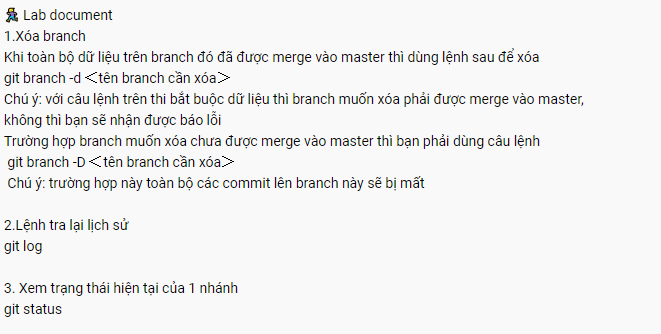 Lab document
1.Xóa branch
Khi toàn bộ dữ liệu trên branch đó đã được merge vào master thì dùng lệnh sau để xóa
git branch -d ＜tên branch cần xóa＞
Chú ý: với câu lệnh trên thi bắt buộc dữ liệu thì branch muốn xóa phải được merge vào master,
không thì bạn sẽ nhận được báo lỗi
Trường hợp branch muốn xóa chưa được merge vào master thì bạn phải dùng câu lệnh
git branch -D ＜tên branch cần xóa＞
Chú ý: trường hợp này toàn bộ các commit lên branch này sẽ bị mất
2.Lệnh tra lại lịch sử
git log
3. Xem trạng thái hiện tại của 1 nhánh
git status